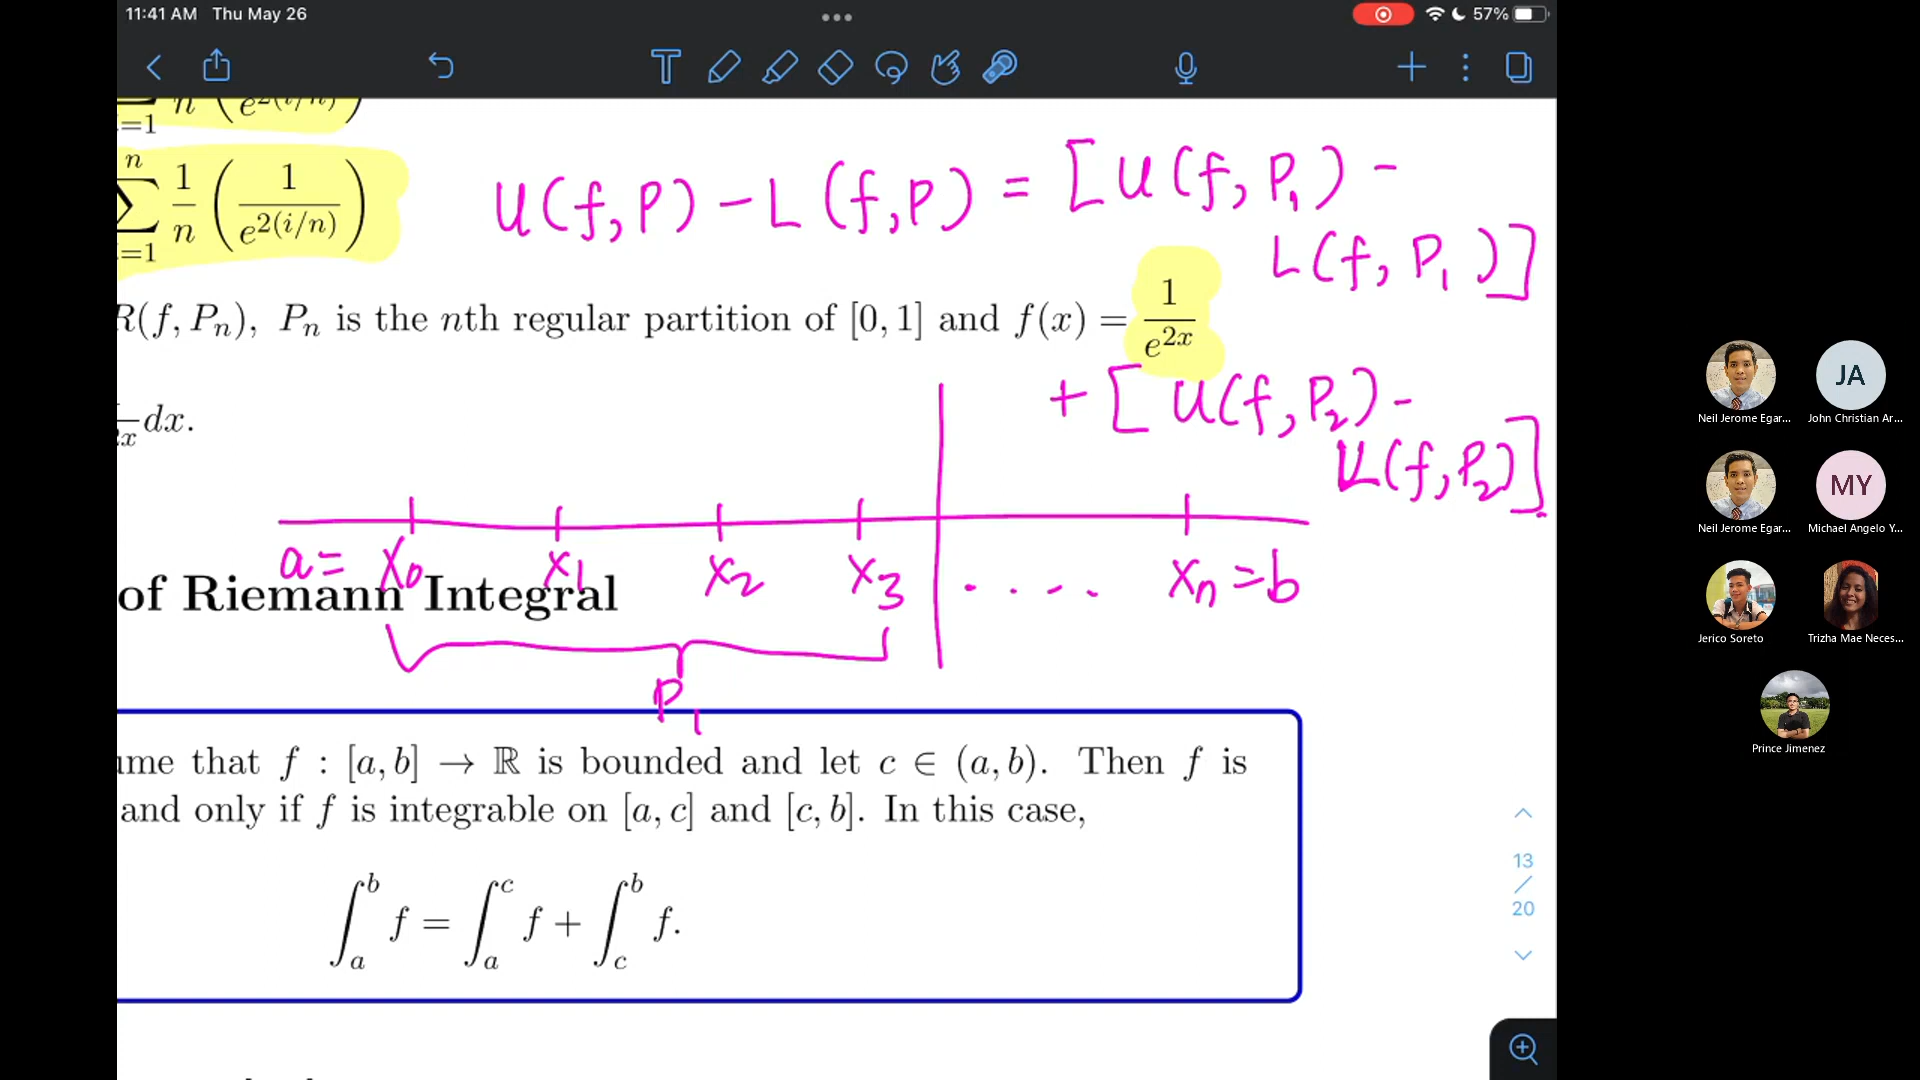 11:41 AM Thu May 26
57%
n (e^{2(i/n)})
i=1
n
∑ 1/n (1/e^{2(i/n)})
i=1
U(f,P) - L(f,P) = [U(f,P₁) -
L(f,P₁)]
R(f, Pₙ), Pₙ is the nth regular partition of [0, 1] and f(x) = 1/e^{2x}
+ [U(f,P₂) -
L(f,P₂)]
dx.
a = x₀ x₁ x₂ x₃ .... xₙ = b
of Riemann Integral
P₁
ume that f : [a, b] → ℝ is bounded and let c ∈ (a, b). Then f is
and only if f is integrable on [a, c] and [c, b]. In this case,
∫ₐᵇ f = ∫ₐᶜ f + ∫_c^b f.
13
/
20
Neil Jerome Egar...
JA
John Christian Ar...
Neil Jerome Egar...
MY
Michael Angelo Y...
Jerico Soreto
Trizha Mae Neces...
Prince Jimenez